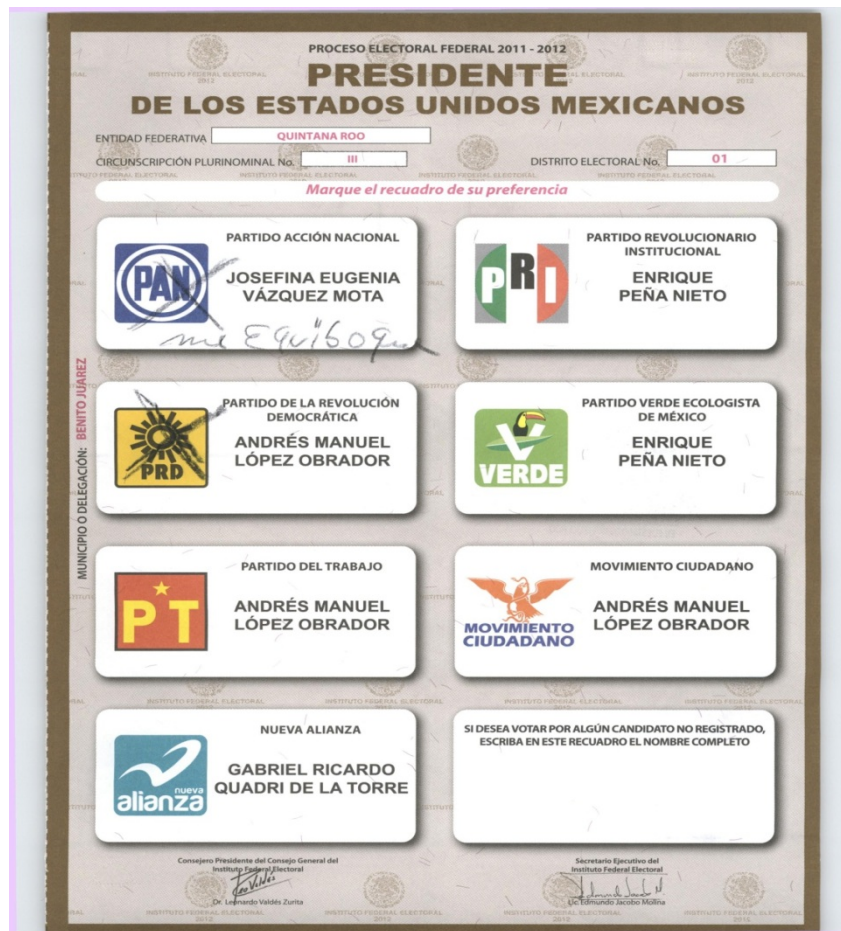 PROCESO ELECTORAL FEDERAL 2011 - 2012
PRESIDENTE
DE LOS ESTADOS UNIDOS MEXICANOS
ENTIDAD FEDERATIVA QUINTANA ROO
CIRCUNSCRIPCIÓN PLURINOMINAL No. III DISTRITO ELECTORAL No. 01
Marque el recuadro de su preferencia
MUNICIPIO O DELEGACIÓN: BENITO JUAREZ
PAN
PARTIDO ACCIÓN NACIONAL
JOSEFINA EUGENIA
VÁZQUEZ MOTA
me Equiboque
PRI
PARTIDO REVOLUCIONARIO
INSTITUCIONAL
ENRIQUE
PEÑA NIETO
PRD
PARTIDO DE LA REVOLUCIÓN
DEMOCRÁTICA
ANDRÉS MANUEL
LÓPEZ OBRADOR
VERDE
PARTIDO VERDE ECOLOGISTA
DE MÉXICO
ENRIQUE
PEÑA NIETO
PT
PARTIDO DEL TRABAJO
ANDRÉS MANUEL
LÓPEZ OBRADOR
MOVIMIENTO
CIUDADANO
MOVIMIENTO CIUDADANO
ANDRÉS MANUEL
LÓPEZ OBRADOR
nueva
alianza
NUEVA ALIANZA
GABRIEL RICARDO
QUADRI DE LA TORRE
SI DESEA VOTAR POR ALGÚN CANDIDATO NO REGISTRADO,
ESCRIBA EN ESTE RECUADRO EL NOMBRE COMPLETO
Consejero Presidente del Consejo General del
Instituto Federal Electoral
Dr. Leonardo Valdés Zurita
Secretario Ejecutivo del
Instituto Federal Electoral
Lic Edmundo Jacobo Molina
INSTITUTO FEDERAL ELECTORAL
2012